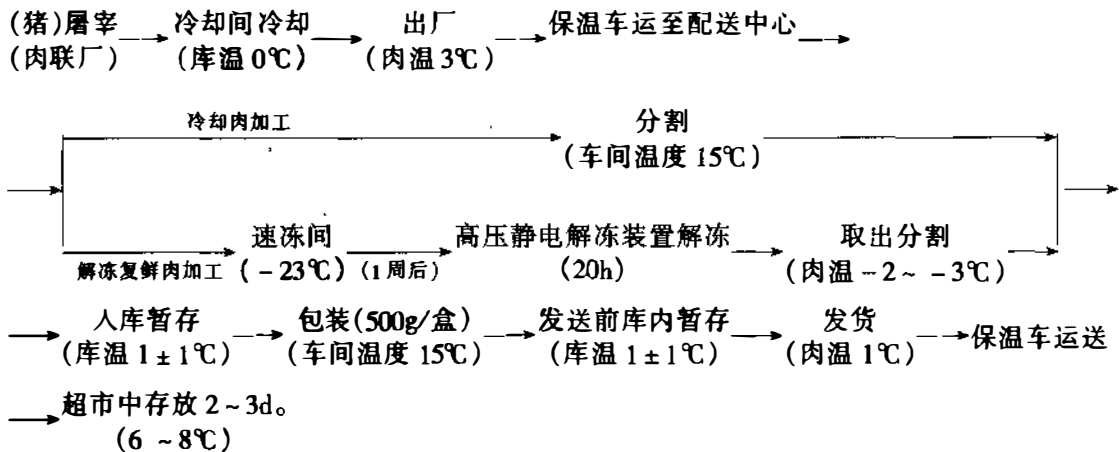 (猪)屠宰 冷却间冷却 出厂 保温车运至配送中心
(肉联厂) (库温 0℃) (肉温 3℃)
冷却肉加工 分割
(车间温度 15℃)
速冻间 高压静电解冻装置解冻 取出分割
解冻复鲜肉加工 (-23℃) (1周后) (20h) (肉温 -2~ -3℃)
入库暂存 包装(500g/盒) 发送前库内暂存 发货 保温车运送
(库温 1±1℃) (车间温度 15℃) (库温 1±1℃) (肉温 1℃)
超市中存放 2~3d。
(6 ~8℃)